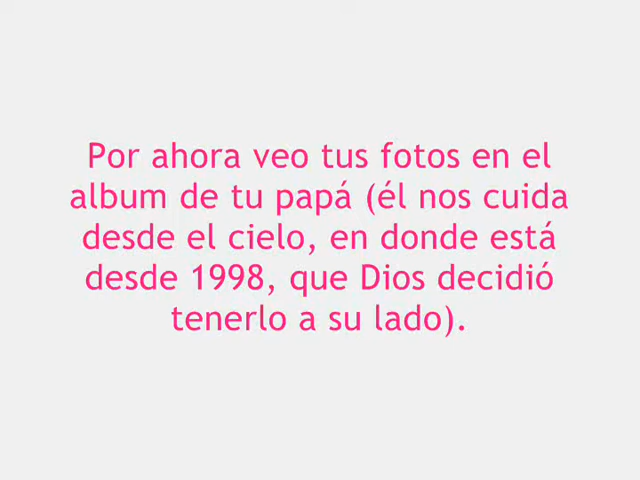 Por ahora veo tus fotos en el
album de tu papá (él nos cuida
desde el cielo, en donde está
desde 1998, que Dios decidió
tenerlo a su lado).